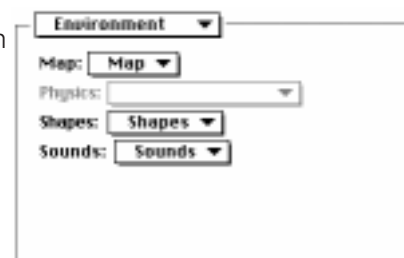 Environment
n
Map: Map
Physics:
Shapes: Shapes
Sounds: Sounds